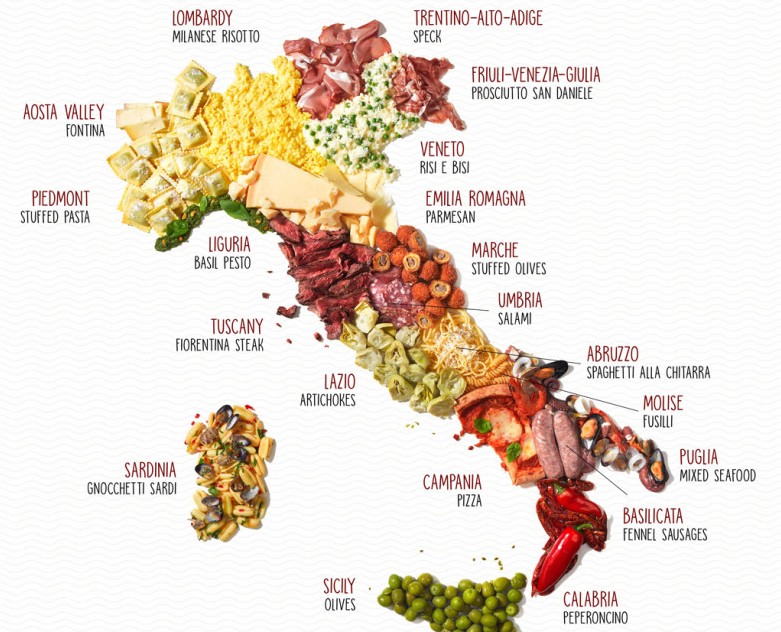 LOMBARDY
MILANESE RISOTTO
TRENTINO-ALTO-ADIGE
SPECK
FRIULI-VENEZIA-GIULIA
PROSCIUTTO SAN DANIELE
AOSTA VALLEY
FONTINA
VENETO
RISI E BISI
PIEDMONT
STUFFED PASTA
EMILIA ROMAGNA
PARMESAN
LIGURIA
BASIL PESTO
MARCHE
STUFFED OLIVES
UMBRIA
SALAMI
TUSCANY
FIORENTINA STEAK
ABRUZZO
SPAGHETTI ALLA CHITARRA
LAZIO
ARTICHOKES
MOLISE
FUSILLI
PUGLIA
MIXED SEAFOOD
SARDINIA
GNOCCHETTI SARDI
CAMPANIA
PIZZA
BASILICATA
FENNEL SAUSAGES
SICILY
OLIVES
CALABRIA
PEPERONCINO